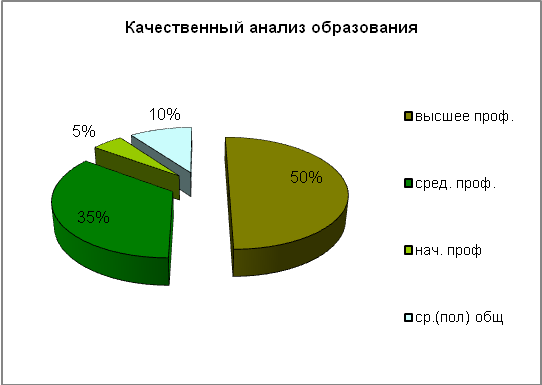 Качественный анализ образования
10%
5%
50%
35%
высшее проф.
сред. проф.
нач. проф
ср.(пол) общ